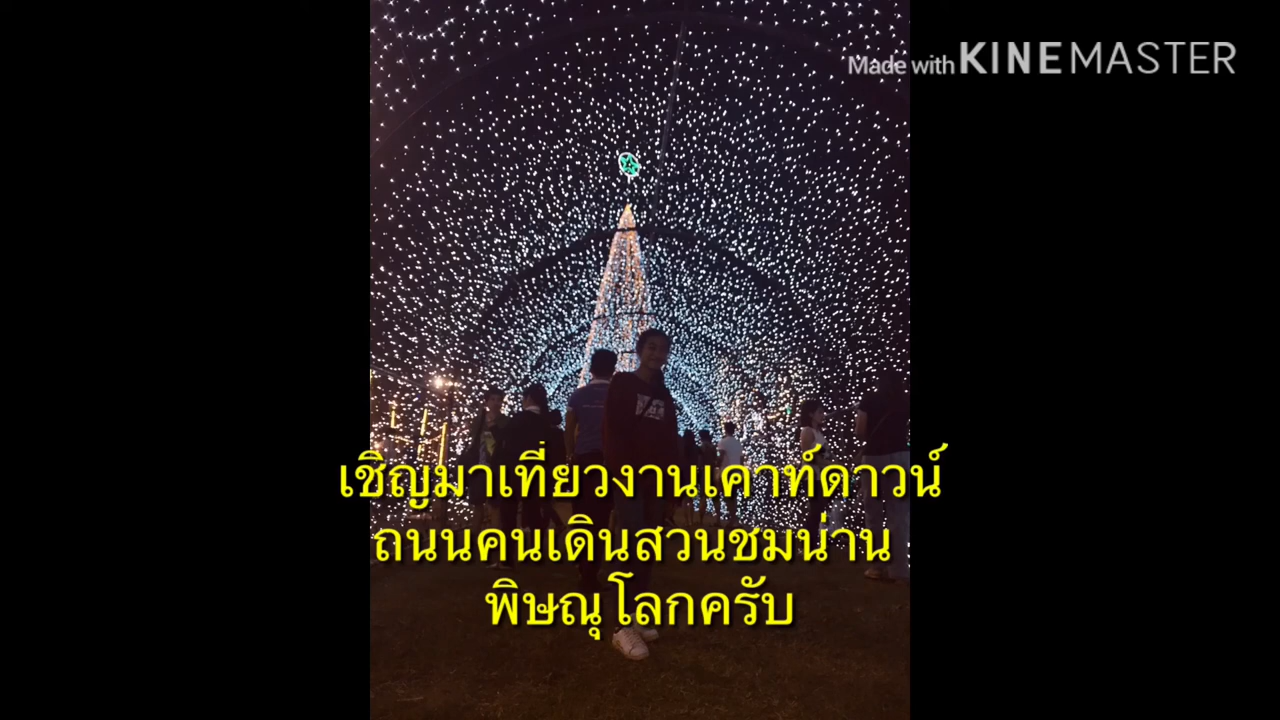 Made with KINEMASTER
เชิญมาเที่ยวงานเคาท์ดาวน์
ถนนคนเดินสวนชมน่าน
พิษณุโลกครับ